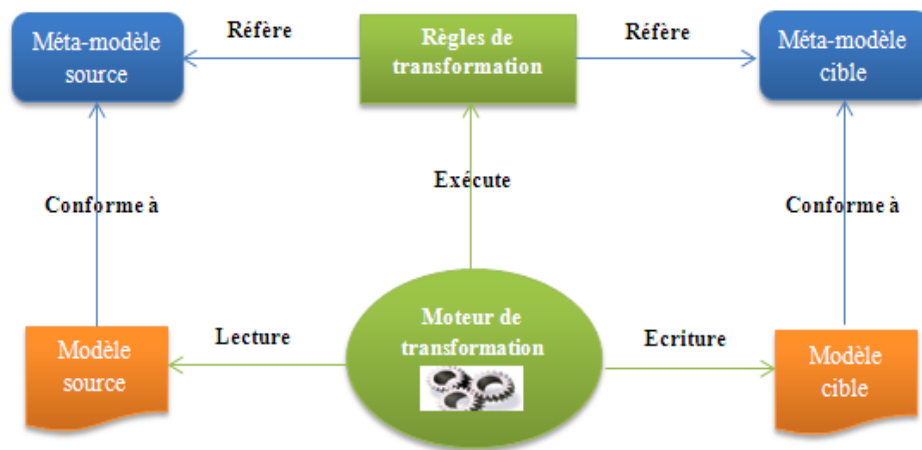 Méta-modèle
source
Réfère
Règles de
transformation
Réfère
Méta-modèle
cible
Conforme à
Exécute
Conforme à
Modèle
source
Lecture
Moteur de
transformation
Ecriture
Modèle
cible